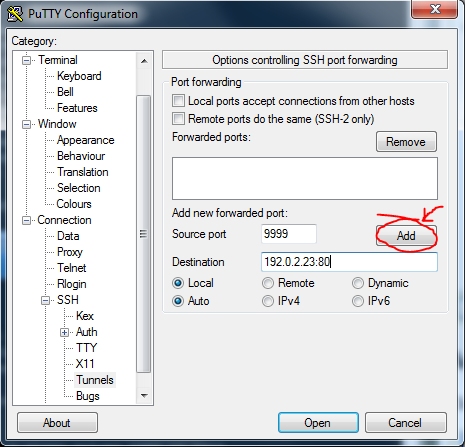 PuTTY Configuration
Category:
Terminal
Keyboard
Bell
Features
Window
Appearance
Behaviour
Translation
Selection
Colours
Connection
Data
Proxy
Telnet
Rlogin
SSH
Kex
Auth
TTY
X11
Tunnels
Bugs
Options controlling SSH port forwarding
Port forwarding
Local ports accept connections from other hosts
Remote ports do the same (SSH-2 only)
Forwarded ports:
Remove
Add new forwarded port:
Source port 9999 Add
Destination 192.0.2.23:80
Local Remote Dynamic
Auto IPv4 IPv6
About Open Cancel